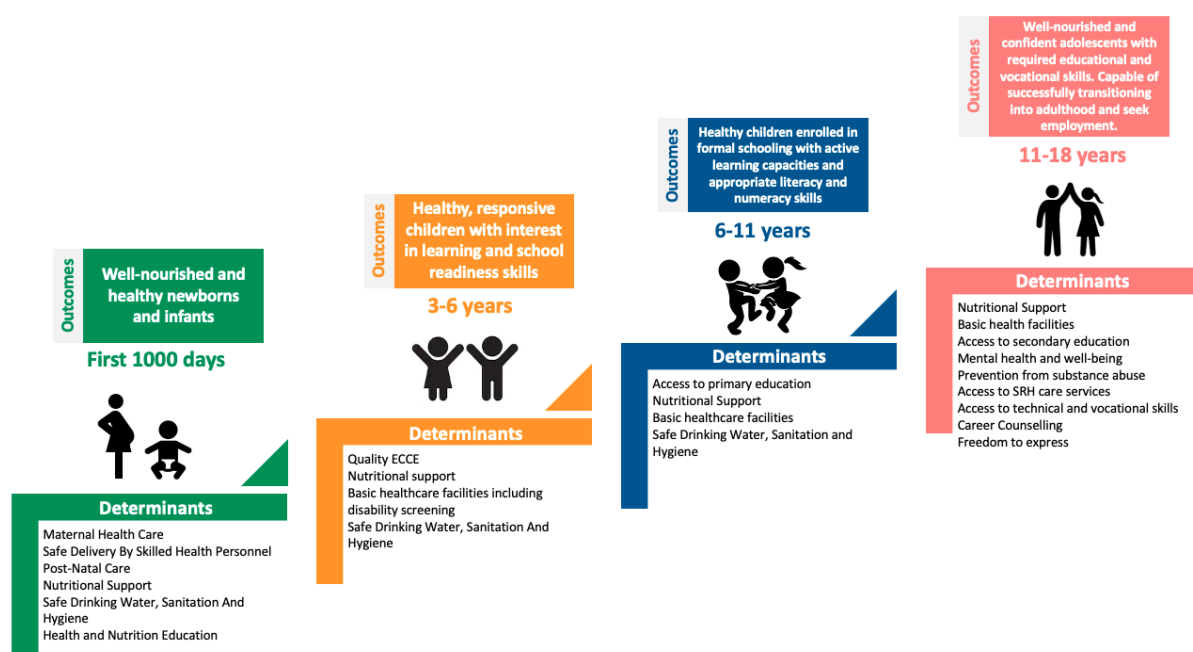 Outcomes
Well-nourished and
healthy newborns
and infants
First 1000 days
Determinants
Maternal Health Care
Safe Delivery By Skilled Health Personnel
Post-Natal Care
Nutritional Support
Safe Drinking Water, Sanitation And
Hygiene
Health and Nutrition Education
Outcomes
Healthy, responsive
children with interest
in learning and school
readiness skills
3-6 years
Determinants
Quality ECCE
Nutritional support
Basic healthcare facilities including
disability screening
Safe Drinking Water, Sanitation And
Hygiene
Outcomes
Healthy children enrolled in
formal schooling with active
learning capacities and
appropriate literacy and
numeracy skills
6-11 years
Determinants
Access to primary education
Nutritional Support
Basic healthcare facilities
Safe Drinking Water, Sanitation and
Hygiene
Outcomes
Well-nourished and
confident adolescents with
required educational and
vocational skills. Capable of
successfully transitioning
into adulthood and seek
employment.
11-18 years
Determinants
Nutritional Support
Basic health facilities
Access to secondary education
Mental health and well-being
Prevention from substance abuse
Access to SRH care services
Access to technical and vocational skills
Career Counselling
Freedom to express